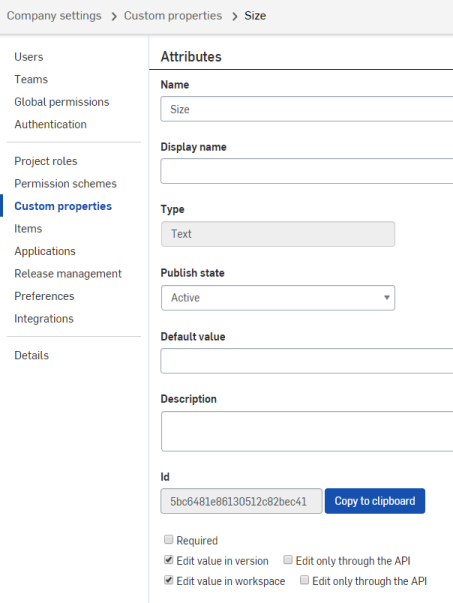 Company settings > Custom properties > Size
Users
Teams
Global permissions
Authentication
Project roles
Permission schemes
Custom properties
Items
Applications
Release management
Preferences
Integrations
Details
Attributes
Name
Size
Display name
Type
Text
Publish state
Active
Default value
Description
Id
5bc6481e86130512c82bec41 Copy to clipboard
Required
Edit value in version Edit only through the API
Edit value in workspace Edit only through the API